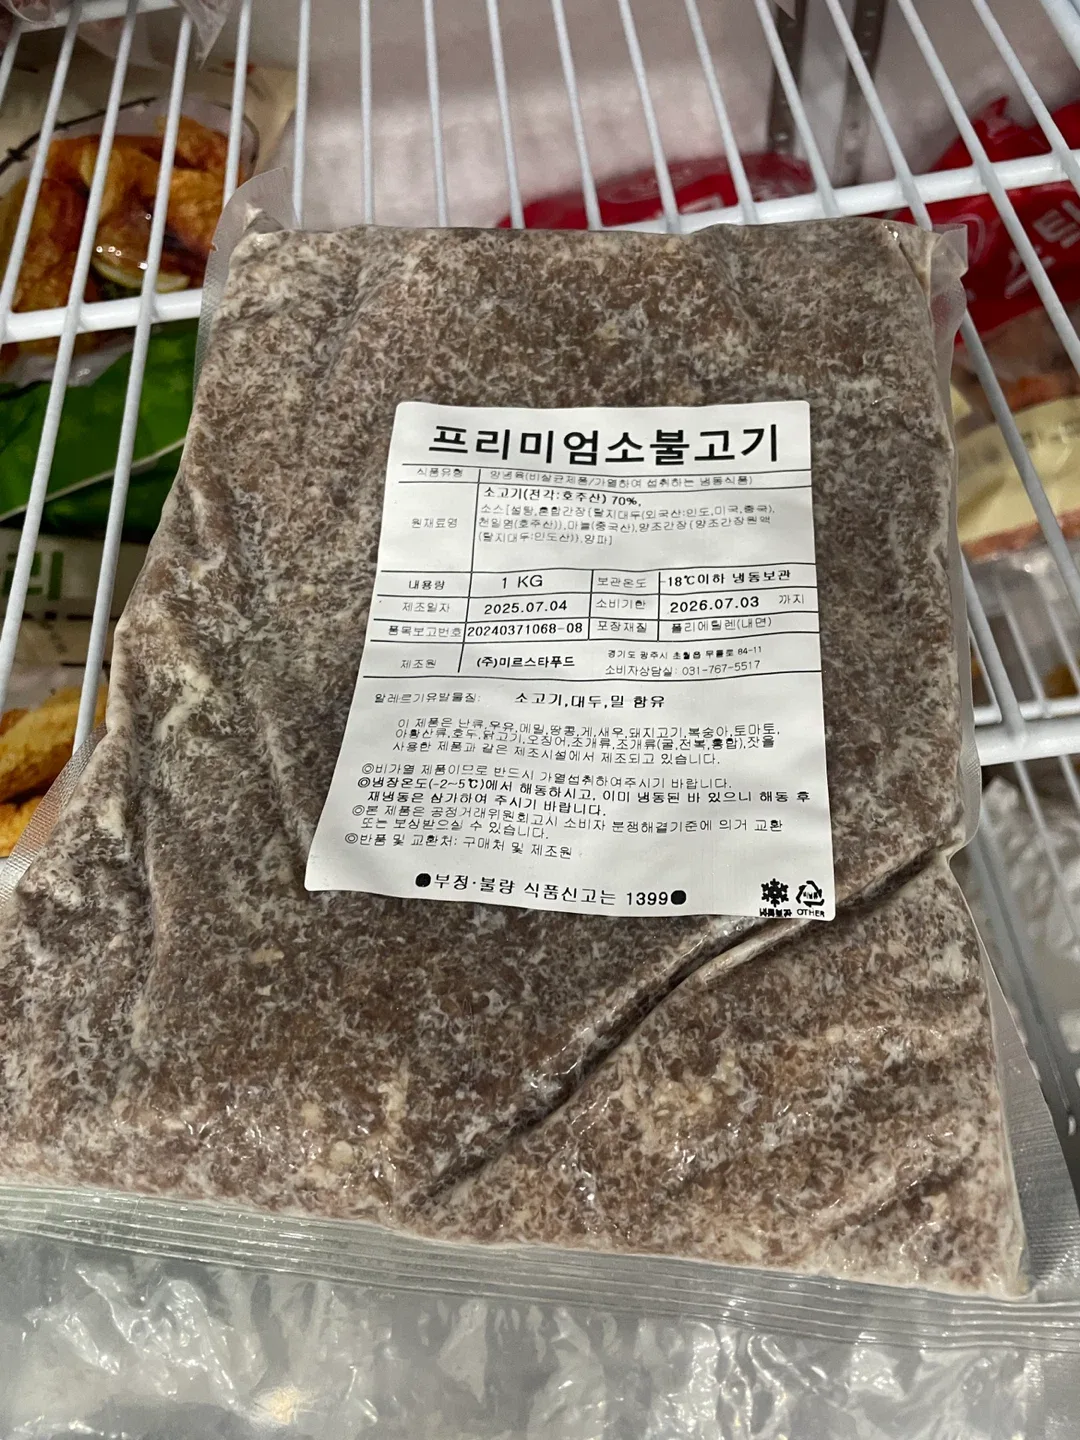 프리미엄소불고기
식품유형 양념육(비살균제품/가열하여 섭취하는 냉동식품)
원재료명
소고기(전각:호주산) 70%,
소스[설탕,혼합간장{탈지대두(외국산:인도,미국,중국),
천일염(호주산)},마늘(중국산),양조간장{양조간장원액
(탈지대두:인도산)},양파]
내용량 1 KG 보관온도 -18℃이하 냉동보관
제조일자 2025.07.04 소비기한 2026.07.03 까지
품목보고번호 20240371068-08 포장재질 폴리에틸렌(내면)
제조원 (주)미르스타푸드
경기도 광주시 초월읍 무들로 84-11
소비자상담실: 031-767-5517
알레르기유발물질: 소고기,대두,밀 함유
이 제품은 난류,우유,메밀,땅콩,게,새우,돼지고기,복숭아,토마토,
아황산류,호두,닭고기,오징어,조개류,조개류(굴,전복,홍합),잣을
사용한 제품과 같은 제조시설에서 제조되고 있습니다.
◎비가열 제품이므로 반드시 가열섭취하여주시기 바랍니다.
◎냉장온도(-2~5℃)에서 해동하시고, 이미 냉동된 바 있으니 해동 후
재냉동은 삼가하여 주시기 바랍니다.
◎본 제품은 공정거래위원회고시 소비자 분쟁해결기준에 의거 교환
또는 보상받으실 수 있습니다.
◎반품 및 교환처: 구매처 및 제조원
●부정·불량 식품신고는 1399●
OTHER
리